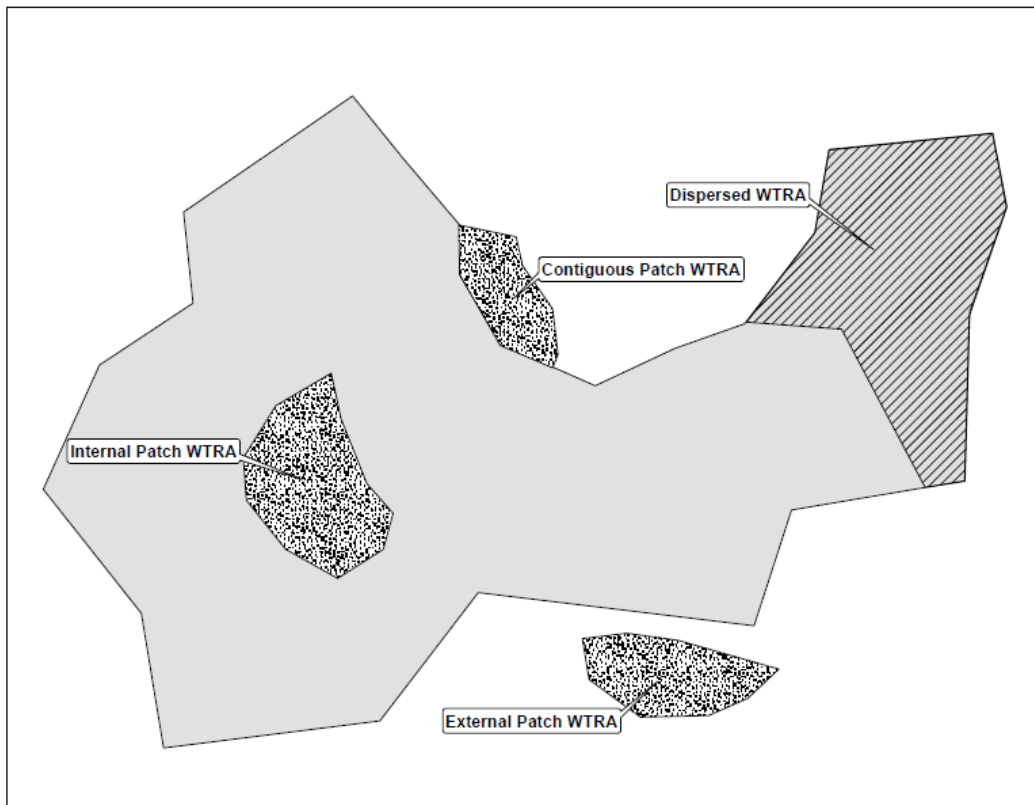 Dispersed WTRA
Contiguous Patch WTRA
Internal Patch WTRA
External Patch WTRA